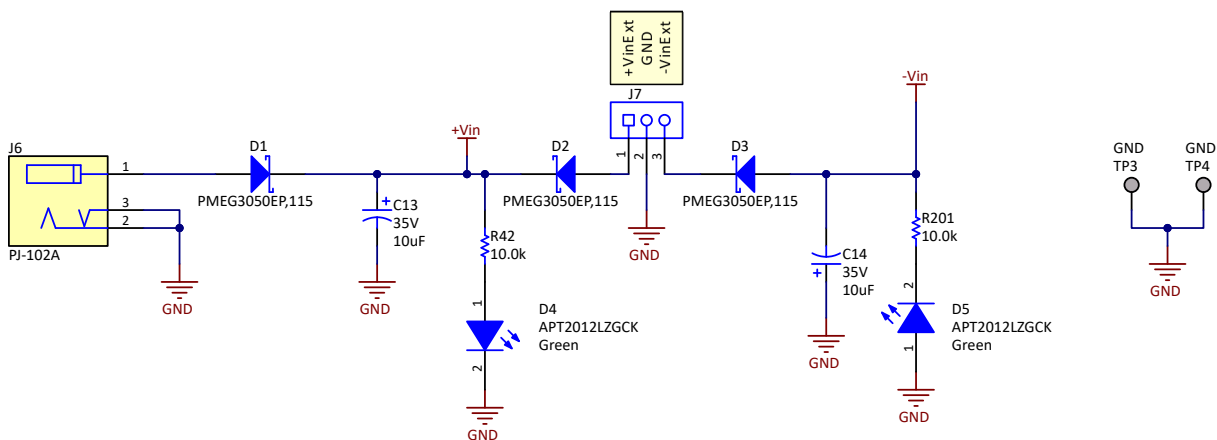 J6
1
3
2
PJ-102A
GND
D1
PMEG3050EP,115
C13
35V
10uF
GND
+Vin
R42
10.0k
1
D4
APT2012LZGCK
Green
2
GND
D2
PMEG3050EP,115
+VinExt
GND
-VinExt
J7
1
2
3
GND
D3
PMEG3050EP,115
C14
35V
10uF
GND
-Vin
R201
10.0k
2
D5
APT2012LZGCK
Green
1
GND
GND
TP3
GND
TP4
GND